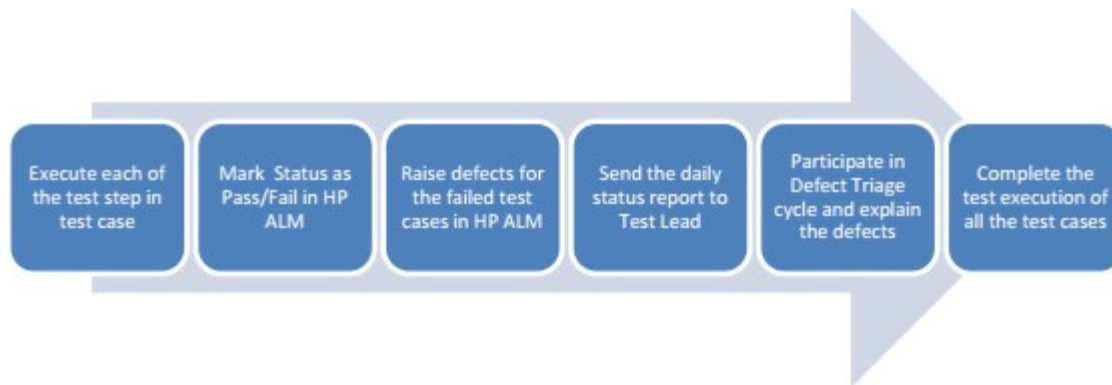 Execute each of
the test step in
test case
Mark Status as
Pass/Fail in HP
ALM
Raise defects for
the failed test
cases in HP ALM
Send the daily
status report to
Test Lead
Participate in
Defect Triage
cycle and explain
the defects
Complete the
test execution of
all the test cases